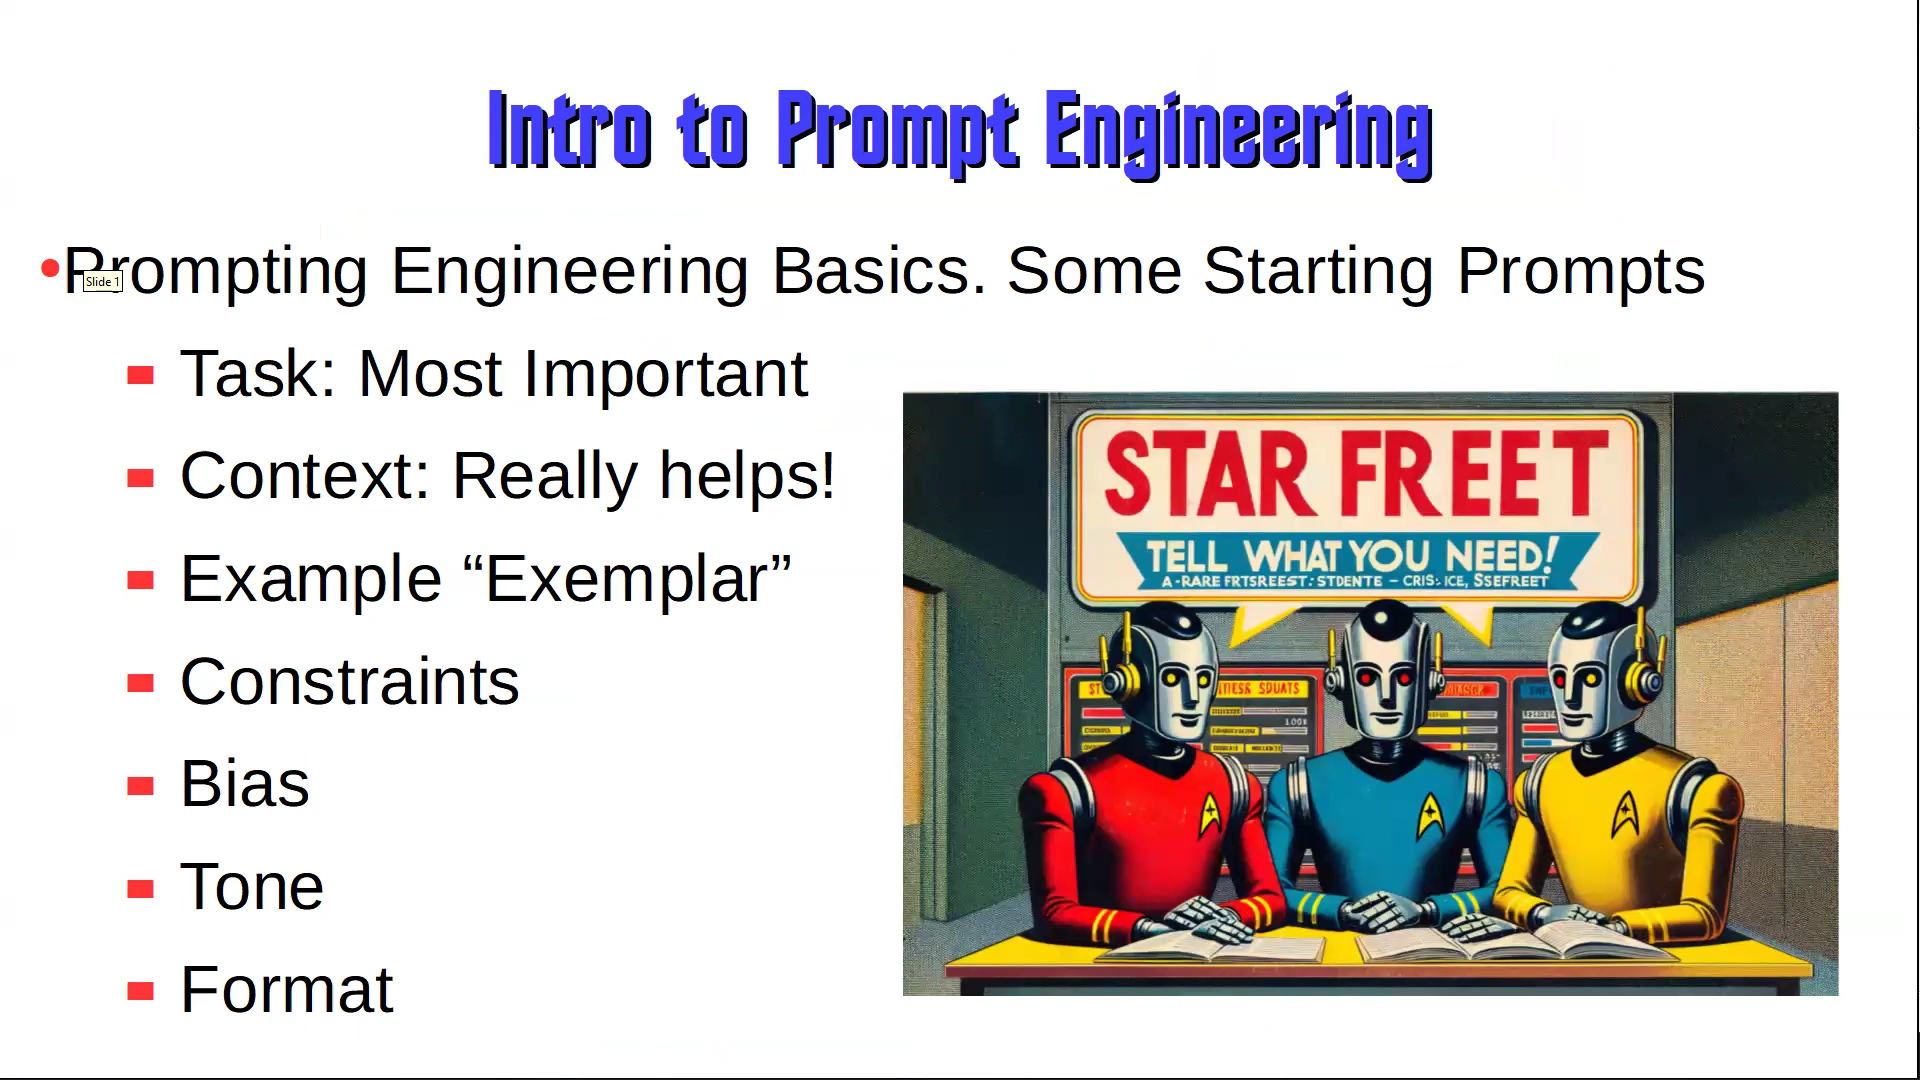 Intro to Prompt Engineering
•Prompting Engineering Basics. Some Starting Prompts
Slide 1
Task: Most Important
Context: Really helps!
Example “Exemplar”
Constraints
Bias
Tone
Format
STAR FREET
TELL WHAT YOU NEED!
A-RARE FRTSREEST: STDENTE – CRIS:. ICE, SSEFREET
SQUATS